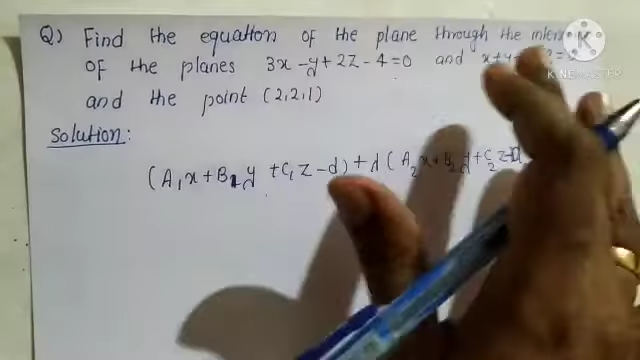 Q) Find the equation of the plane through the
of the planes 3x - y + 2z - 4 = 0 and x + y
and the point (2, 2, 1)
Solution:
(A₁x + B₁y + C₁z - d) + λ (A₂x + B₂y + C₂z
KINEMASTER